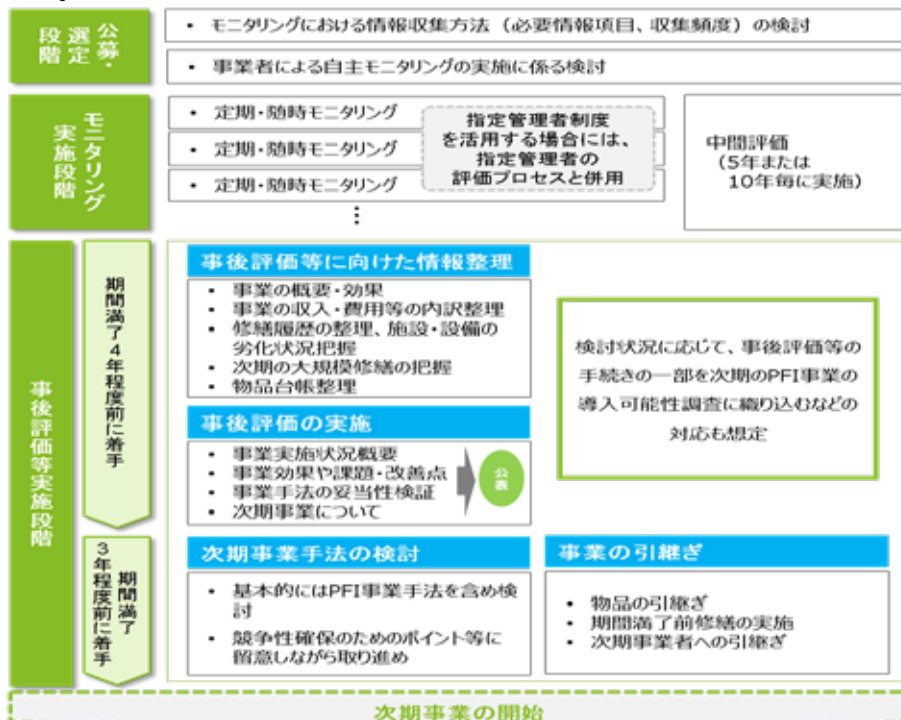 公募・
選定
段階
・ モニタリングにおける情報収集方法（必要情報項目、収集頻度）の検討
・ 事業者による自主モニタリングの実施に係る検討
モニタリング
実施段階
・ 定期・随時モニタリング
・ 定期・随時モニタリング
・ 定期・随時モニタリング
⋮
指定管理者制度
を活用する場合には、
指定管理者の
評価プロセスと併用
中間評価
（5年または
10年毎に実施）
事後評価等実施段階
期間満了4年程度前に着手
事後評価等に向けた情報整理
・ 事業の概要・効果
・ 事業の収入・費用等の内訳整理
・ 修繕履歴の整理、施設・設備の
劣化状況把握
・ 次期の大規模修繕の把握
・ 物品台帳整理
検討状況に応じて、事後評価等の
手続きの一部を次期のPFI事業の
導入可能性調査に織り込むなどの
対応も想定
事後評価の実施
・ 事業実施状況概要
・ 事業効果や課題・改善点
・ 事業手法の妥当性検証
・ 次期事業について
公表
期間満了
3年程度前に着手
次期事業手法の検討
・ 基本的にはPFI事業手法を含め検
討
・ 競争性確保のためのポイント等に
留意しながら取り進め
事業の引継ぎ
・ 物品の引継ぎ
・ 期間満了前修繕の実施
・ 次期事業者への引継ぎ
次期事業の開始